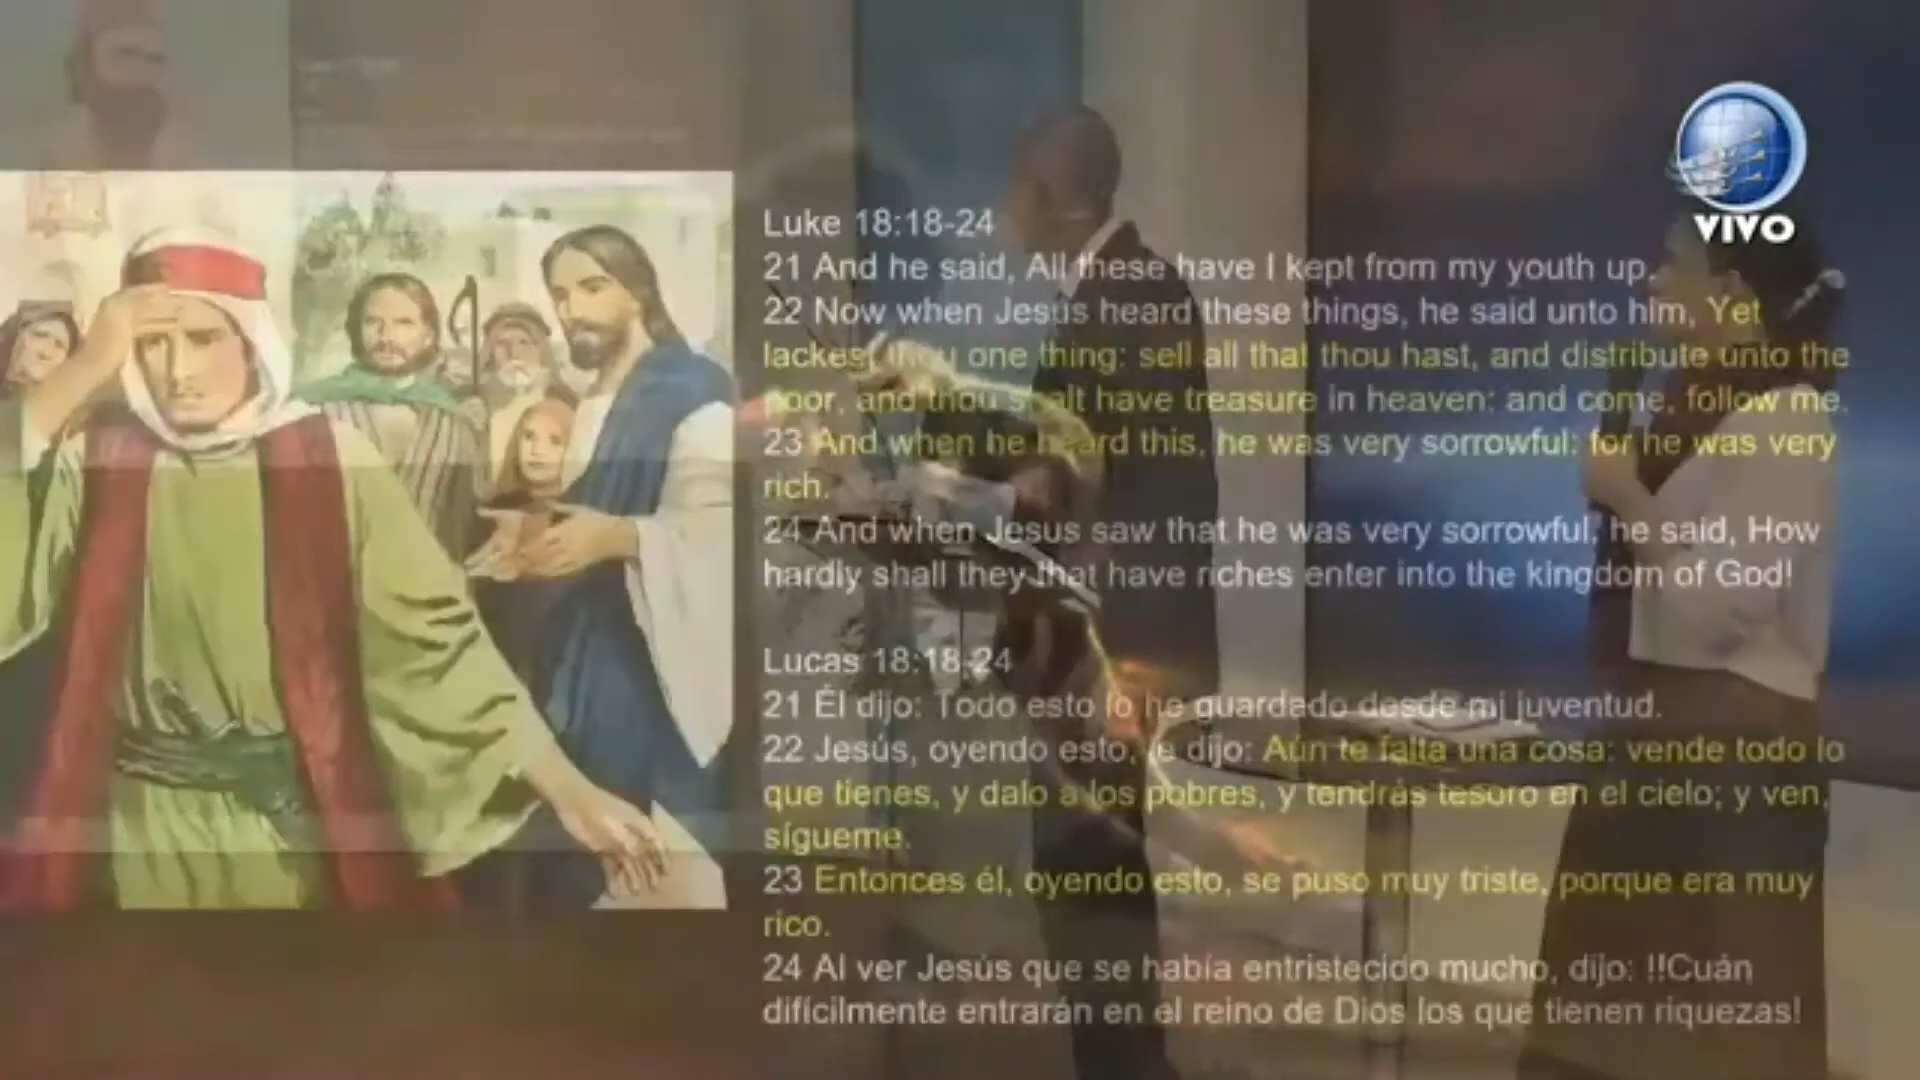 Luke 18:18-24
21 And he said, All these have I kept from my youth up.
22 Now when Jesus heard these things, he said unto him, Yet
lackest thou one thing: sell all that thou hast, and distribute unto the
poor, and thou shalt have treasure in heaven: and come, follow me.
23 And when he heard this, he was very sorrowful: for he was very
rich.
24 And when Jesus saw that he was very sorrowful, he said, How
hardly shall they that have riches enter into the kingdom of God!
Lucas 18:18-24
21 Él dijo: Todo esto lo he guardado desde mi juventud.
22 Jesús, oyendo esto, le dijo: Aún te falta una cosa: vende todo lo
que tienes, y dalo a los pobres, y tendrás tesoro en el cielo; y ven,
sígueme.
23 Entonces él, oyendo esto, se puso muy triste, porque era muy
rico.
24 Al ver Jesús que se había entristecido mucho, dijo: !!Cuán
difícilmente entrarán en el reino de Dios los que tienen riquezas!
VIVO